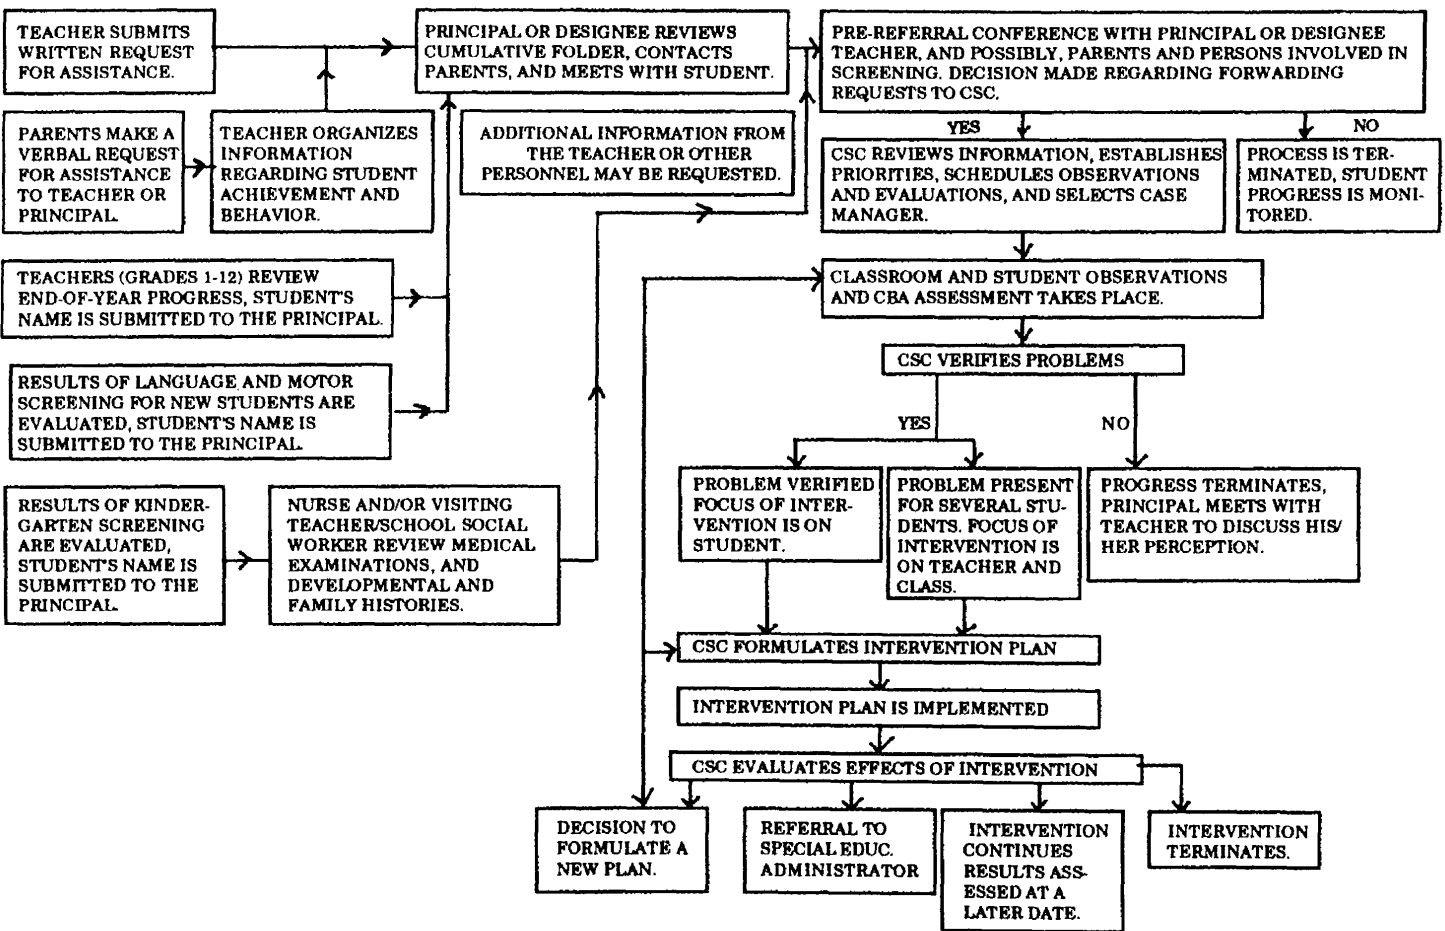 TEACHER SUBMITS
WRITTEN REQUEST
FOR ASSISTANCE.
PRINCIPAL OR DESIGNEE REVIEWS
CUMULATIVE FOLDER, CONTACTS
PARENTS, AND MEETS WITH STUDENT.
PRE-REFERRAL CONFERENCE WITH PRINCIPAL OR DESIGNEE
TEACHER, AND POSSIBLY, PARENTS AND PERSONS INVOLVED IN
SCREENING. DECISION MADE REGARDING FORWARDING
REQUESTS TO CSC.
PARENTS MAKE A
VERBAL REQUEST
FOR ASSISTANCE
TO TEACHER OR
PRINCIPAL.
TEACHER ORGANIZES
INFORMATION
REGARDING STUDENT
ACHIEVEMENT AND
BEHAVIOR.
ADDITIONAL INFORMATION FROM
THE TEACHER OR OTHER
PERSONNEL MAY BE REQUESTED.
YES
NO
CSC REVIEWS INFORMATION, ESTABLISHES
PRIORITIES, SCHEDULES OBSERVATIONS
AND EVALUATIONS, AND SELECTS CASE
MANAGER.
PROCESS IS TER-
MINATED, STUDENT
PROGRESS IS MONI-
TORED.
TEACHERS (GRADES 1-12) REVIEW
END-OF-YEAR PROGRESS, STUDENT'S
NAME IS SUBMITTED TO THE PRINCIPAL.
CLASSROOM AND STUDENT OBSERVATIONS
AND CBA ASSESSMENT TAKES PLACE.
CSC VERIFIES PROBLEMS
RESULTS OF LANGUAGE AND MOTOR
SCREENING FOR NEW STUDENTS ARE
EVALUATED, STUDENT'S NAME IS
SUBMITTED TO THE PRINCIPAL.
YES
NO
RESULTS OF KINDER-
GARTEN SCREENING
ARE EVALUATED,
STUDENT'S NAME IS
SUBMITTED TO THE
PRINCIPAL.
NURSE AND/OR VISITING
TEACHER/SCHOOL SOCIAL
WORKER REVIEW MEDICAL
EXAMINATIONS, AND
DEVELOPMENTAL AND
FAMILY HISTORIES.
PROBLEM VERIFIED
FOCUS OF INTER-
VENTION IS ON
STUDENT.
PROBLEM PRESENT
FOR SEVERAL STU-
DENTS. FOCUS OF
INTERVENTION IS
ON TEACHER AND
CLASS.
PROGRESS TERMINATES,
PRINCIPAL MEETS WITH
TEACHER TO DISCUSS HIS/
HER PERCEPTION.
CSC FORMULATES INTERVENTION PLAN
INTERVENTION PLAN IS IMPLEMENTED
CSC EVALUATES EFFECTS OF INTERVENTION
DECISION TO
FORMULATE A
NEW PLAN.
REFERRAL TO
SPECIAL EDUC.
ADMINISTRATOR
INTERVENTION
CONTINUES
RESULTS ASS-
ESSED AT A
LATER DATE.
INTERVENTION
TERMINATES.